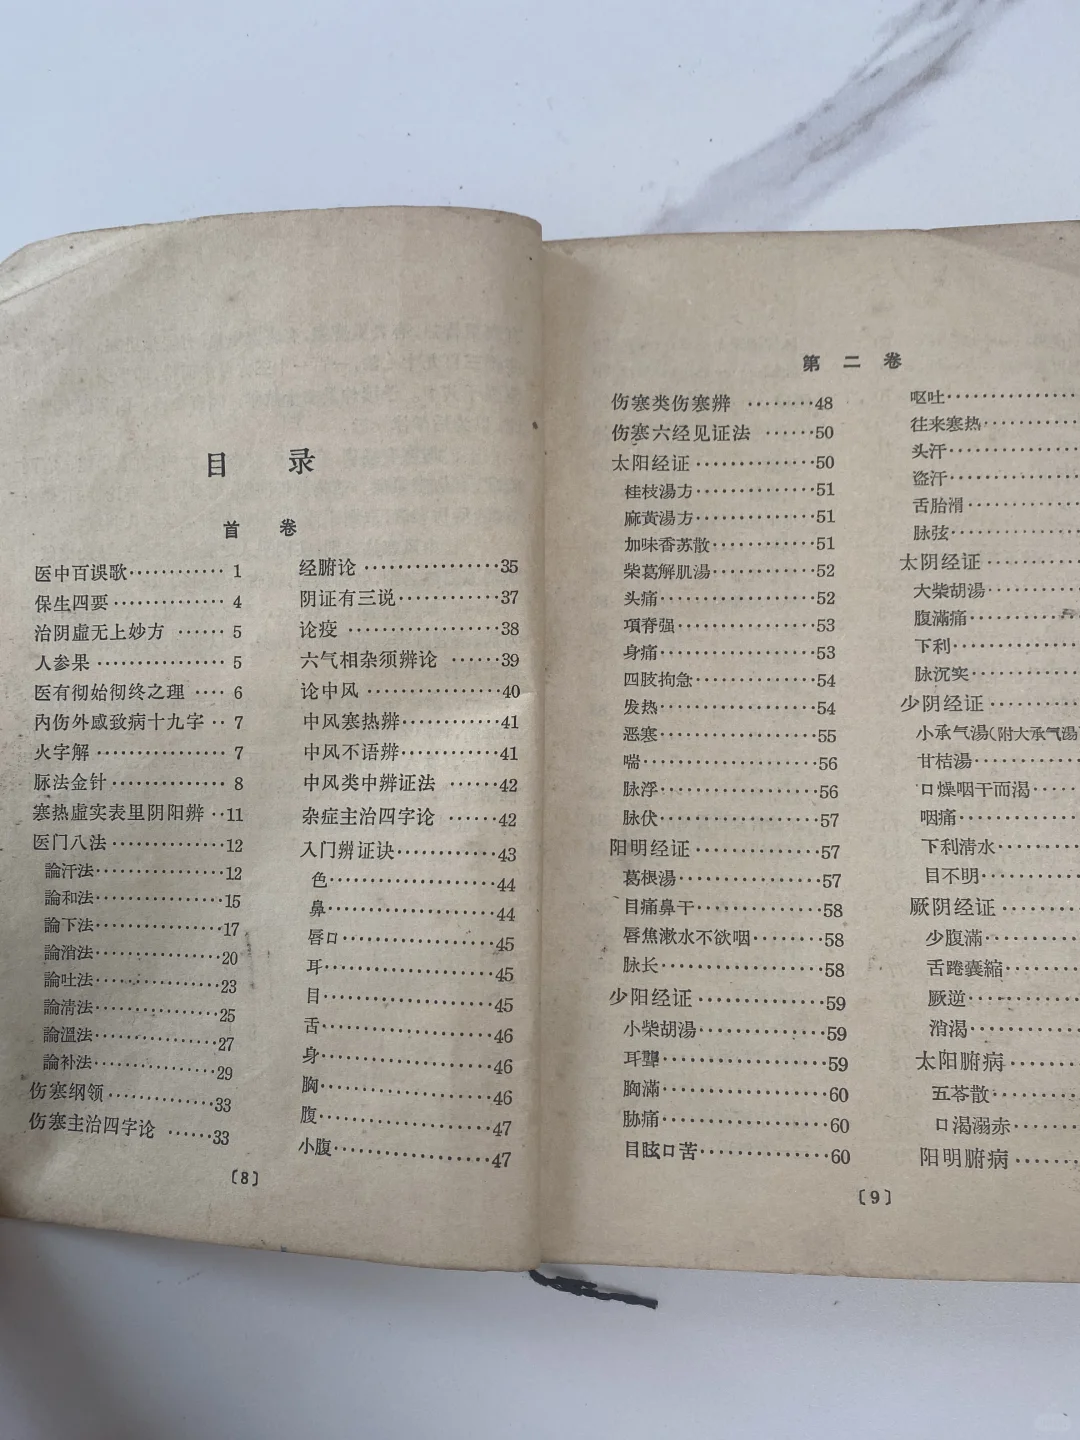 目 录
首 卷
医中百误歌············ 1
保生四要·············· 4
治阴虚无上妙方 ······ 5
人参果················ 5
医有彻始彻终之理 ···· 6
内伤外感致病十九字 ·· 7
火字解················ 7
脉法金针·············· 8
寒热虚实表里阴阳辨 ··11
医门八法··············12
論汗法················12
論和法················15
論下法················17
論消法················20
論吐法················23
論淸法················25
論溫法················27
論补法················29
伤寒纲领··············33
伤寒主治四字论 ······33
经腑论 ···············35
阴证有三说············37
论疫 ·················38
六气相杂须辨论 ······39
论中风 ···············40
中风寒热辨············41
中风不语辨············41
中风类中辨证法 ······42
杂症主治四字论 ······42
入门辨证诀············43
色····················44
鼻····················44
唇口··················45
耳····················45
目····················45
舌····················46
身····················46
胸····················46
腹····················47
小腹··················47
〔8〕
第 二 卷
伤寒类伤寒辨 ········48
伤寒六经见证法 ······50
太阳经证 ·············50
桂枝湯方··············51
麻黃湯方··············51
加味香苏散············51
柴葛解肌湯············52
头痛··················52
項脊强················53
身痛··················53
四肢拘急··············54
发热··················54
恶寒··················55
喘····················56
脉浮··················56
脉伏··················57
阳明经证 ·············57
葛根湯················57
目痛鼻干··············58
唇焦漱水不欲咽········58
脉长··················58
少阳经证 ·············59
小柴胡湯··············59
耳聾··················59
胸滿··················60
胁痛··················60
目眩口苦··············60
呕吐··················
往来寒热··············
头汗··················
盜汗··················
舌胎滑················
脉弦··················
太阴经证 ·············
大柴胡湯··············
腹滿痛················
下利··················
脉沉实················
少阴经证 ·············
小承气湯(附大承气湯)
甘桔湯················
口燥咽干而渴··········
咽痛··················
下利淸水··············
目不明················
厥阴经证 ·············
少腹滿················
舌踡囊縮··············
厥逆··················
消渴··················
太阳腑病··············
五苓散················
口渴溺赤··············
阳明腑病··············
〔9〕